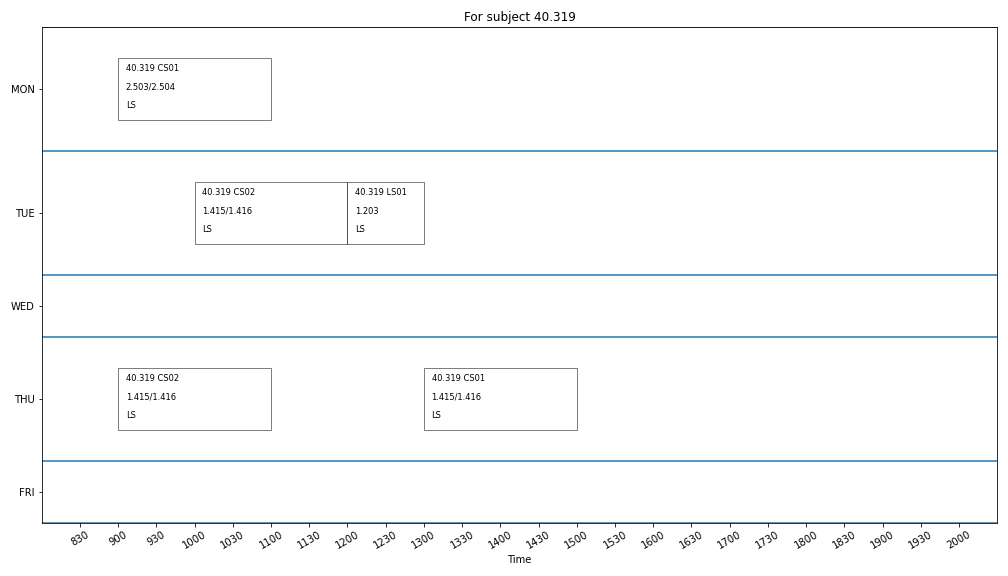 For subject 40.319
MON
40.319 CS01
2.503/2.504
LS
TUE
40.319 CS02
1.415/1.416
LS
40.319 LS01
1.203
LS
WED
THU
40.319 CS02
1.415/1.416
LS
40.319 CS01
1.415/1.416
LS
FRI
830 900 930 1000 1030 1100 1130 1200 1230 1300 1330 1400 1430 1500 1530 1600 1630 1700 1730 1800 1830 1900 1930 2000
Time